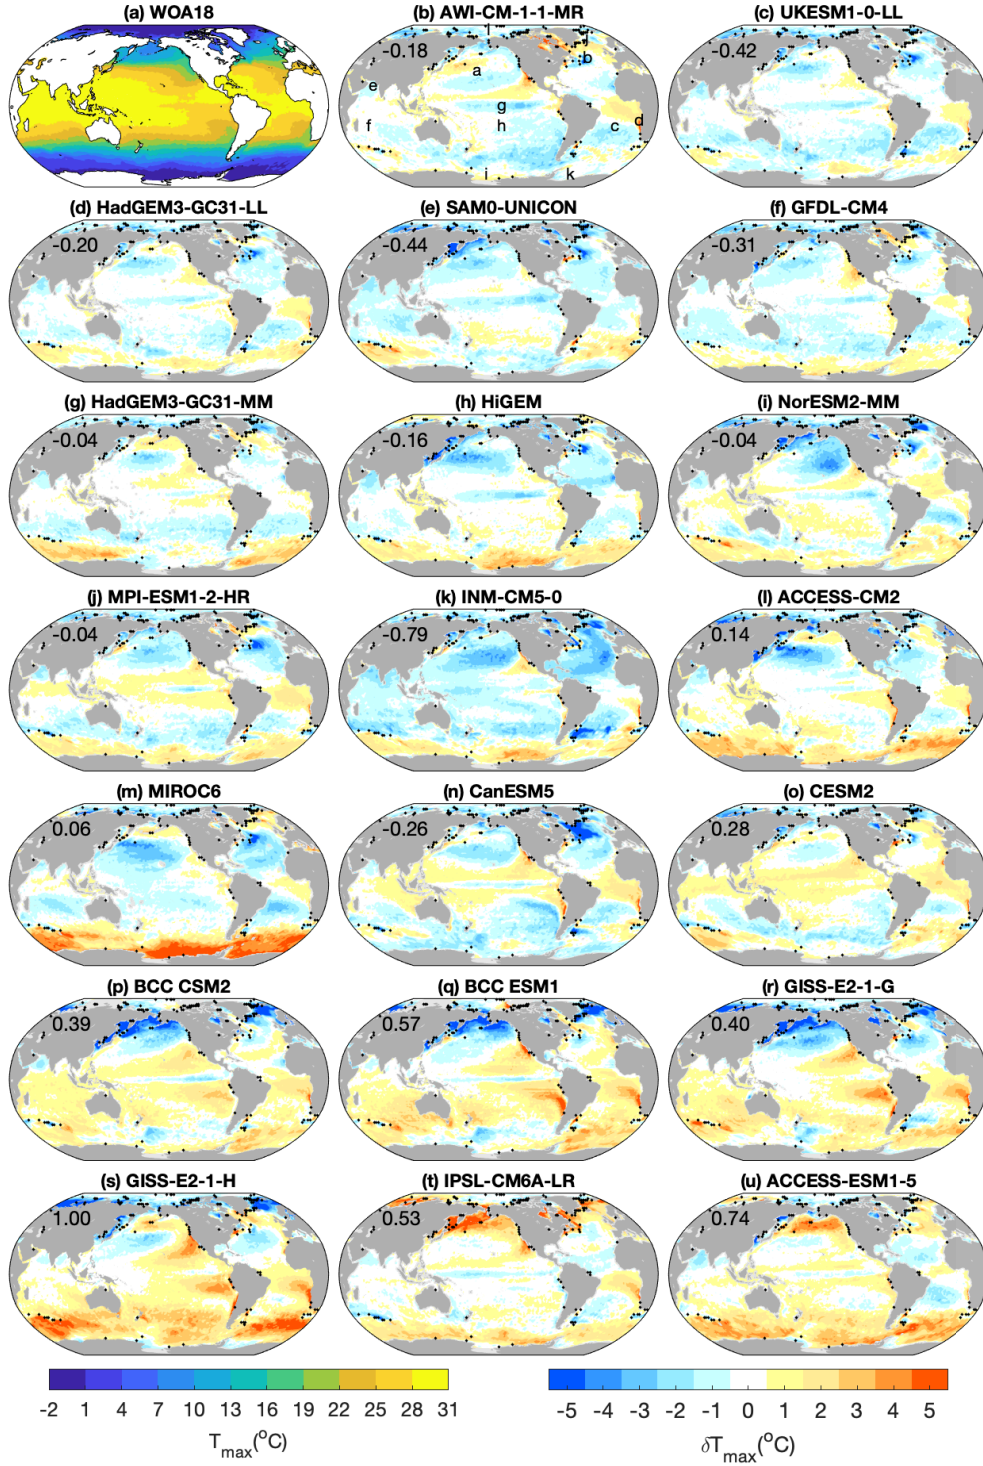 (a) WOA18
(b) AWI-CM-1-1-MR
-0.18
l
j
a
b
e
g
d
f
h
c
i
k
(c) UKESM1-0-LL
-0.42
(d) HadGEM3-GC31-LL
-0.20
(e) SAM0-UNICON
-0.44
(f) GFDL-CM4
-0.31
(g) HadGEM3-GC31-MM
-0.04
(h) HiGEM
-0.16
(i) NorESM2-MM
-0.04
(j) MPI-ESM1-2-HR
-0.04
(k) INM-CM5-0
-0.79
(l) ACCESS-CM2
0.14
(m) MIROC6
0.06
(n) CanESM5
-0.26
(o) CESM2
0.28
(p) BCC CSM2
0.39
(q) BCC ESM1
0.57
(r) GISS-E2-1-G
0.40
(s) GISS-E2-1-H
1.00
(t) IPSL-CM6A-LR
0.53
(u) ACCESS-ESM1-5
0.74
-2 1 4 7 10 13 16 19 22 25 28 31
Tmax(°C)
-5 -4 -3 -2 -1 0 1 2 3 4 5
δTmax(°C)